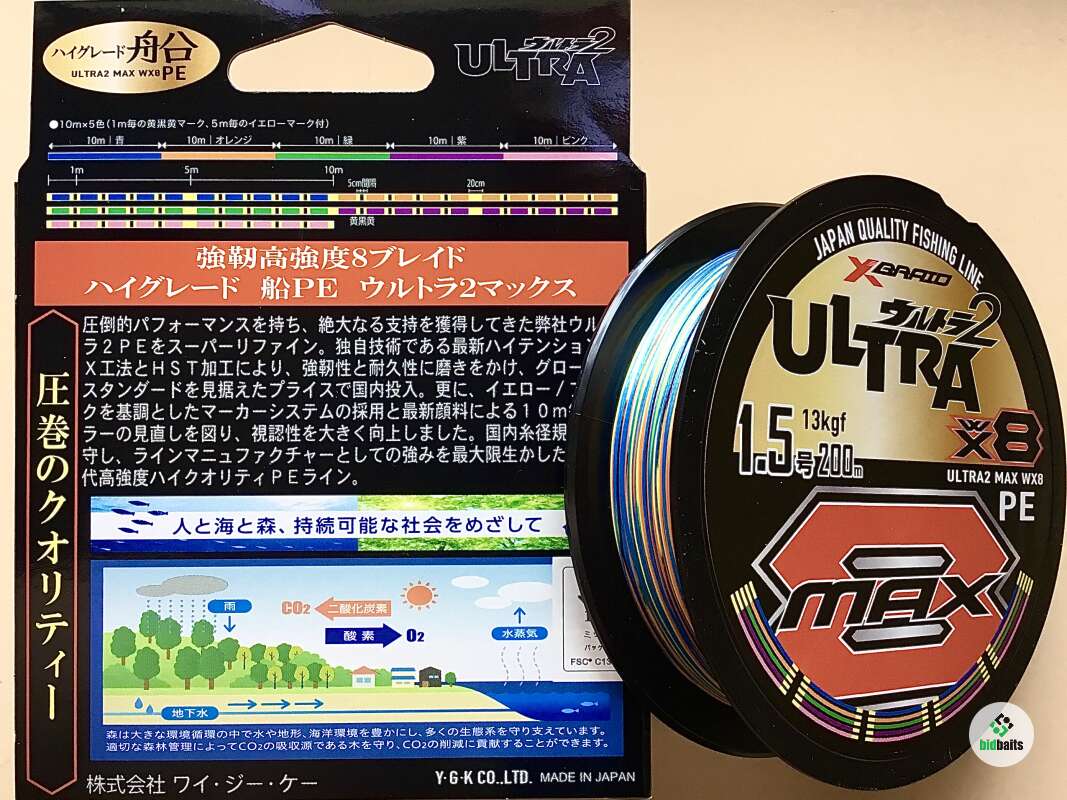 ハイグレード 船
ULTRA2 MAX WX8 PE
ウルトラ2
ULTRA
●10m×5色(1m毎の黄黒黄マーク、5m毎のイエローマーク付)
10m|青 10m|オレンジ 10m|緑 10m|紫 10m|ピンク
1m 5m 10m
5cm間隔 20cm
黄黒黄
強靭高強度8ブレイド
ハイグレード 船PE ウルトラ2マックス
圧巻のクオリティー
圧倒的パフォーマンスを持ち、絶大なる支持を獲得してきた弊社ウル
ラ2PEをスーパーリファイン。独自技術である最新ハイテンション
X工法とHST加工により、強靭性と耐久性に磨きをかけ、グロー
スタンダードを見据えたプライスで国内投入。更に、イエロー/
クを基調としたマーカーシステムの採用と最新顔料による10m
ラーの見直しを図り、視認性を大きく向上しました。国内糸径規
守し、ラインマニュファクチャーとしての強みを最大限生かした
代高強度ハイクオリティPEライン。
人と海と森、持続可能な社会をめざして
雨
CO2 二酸化炭素
酸素 O2
水蒸気
地下水
FSC® C13
森は大きな環境循環の中で水や地形、海洋環境を豊かにし、多くの生態系を守り支えています。
適切な森林管理によってCO2の吸収源である木を守り、CO2の削減に貢献することができます。
株式会社 ワイ・ジー・ケー
Y・G・K CO.,LTD. MADE IN JAPAN
JAPAN QUALITY FISHING LINE
X BRAID
ウルトラ2
ULTRA
WX8
1.5号 200m
13kgf
ULTRA2 MAX WX8
PE
MAX
2
bidbaits